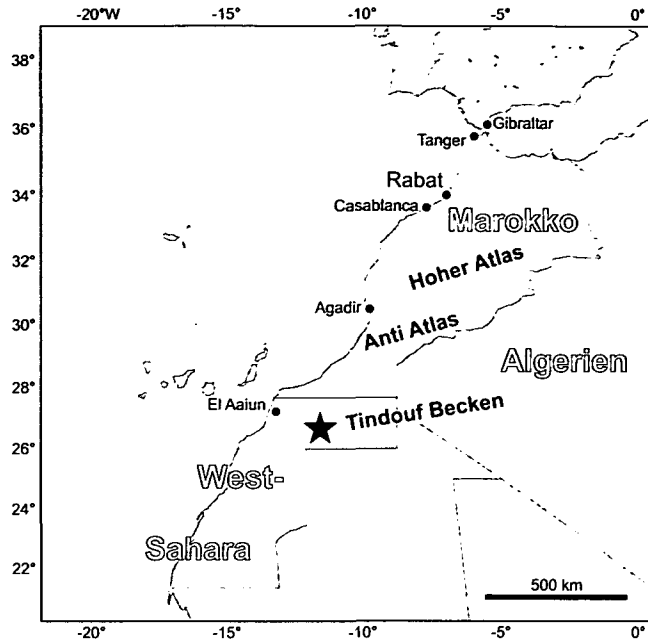 -20°W -15° -10° -5° 0°
38°
36°
Gibraltar
Tanger
Rabat
34°
Casablanca
Marokko
32°
Hoher Atlas
Agadir
30°
Anti Atlas
Algerien
28°
El Aaiun
Tindouf Becken
26°
West-
24°
Sahara
22°
500 km
-20° -15° -10° -5° 0°